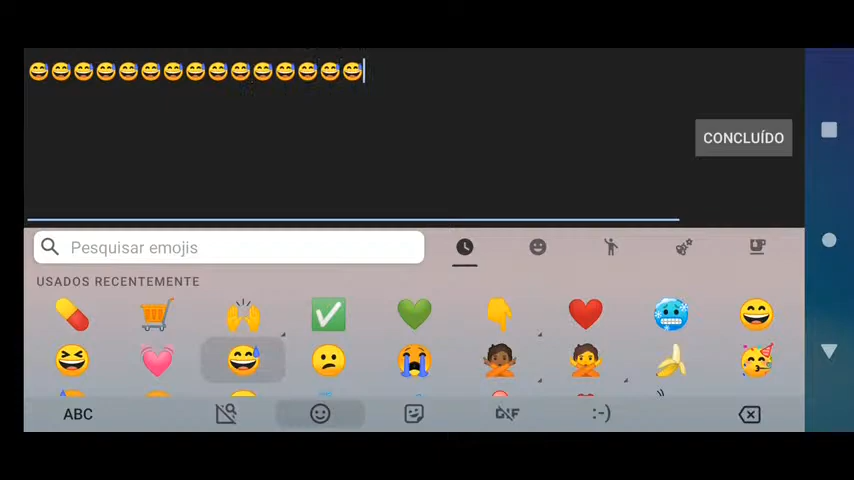 😅😅😅😅😅😅😅😅😅😅😅😅😅😅😅
CONCLUÍDO
Pesquisar emojis
USADOS RECENTEMENTE
ABC
GIF
:-)